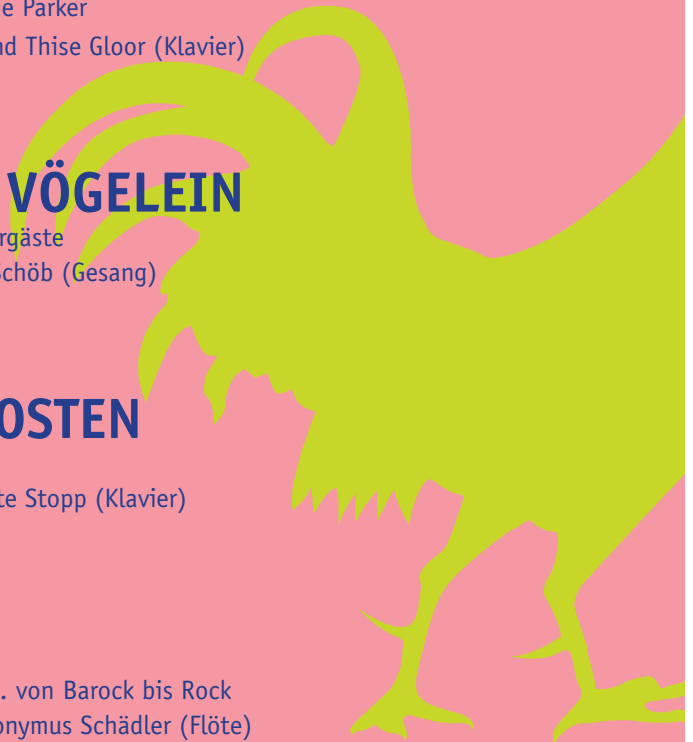 e Parker
nd Thise Gloor (Klavier)
VÖGELEIN
rgäste
Schöb (Gesang)
OSTEN
te Stopp (Klavier)
. von Barock bis Rock
onymus Schädler (Flöte)